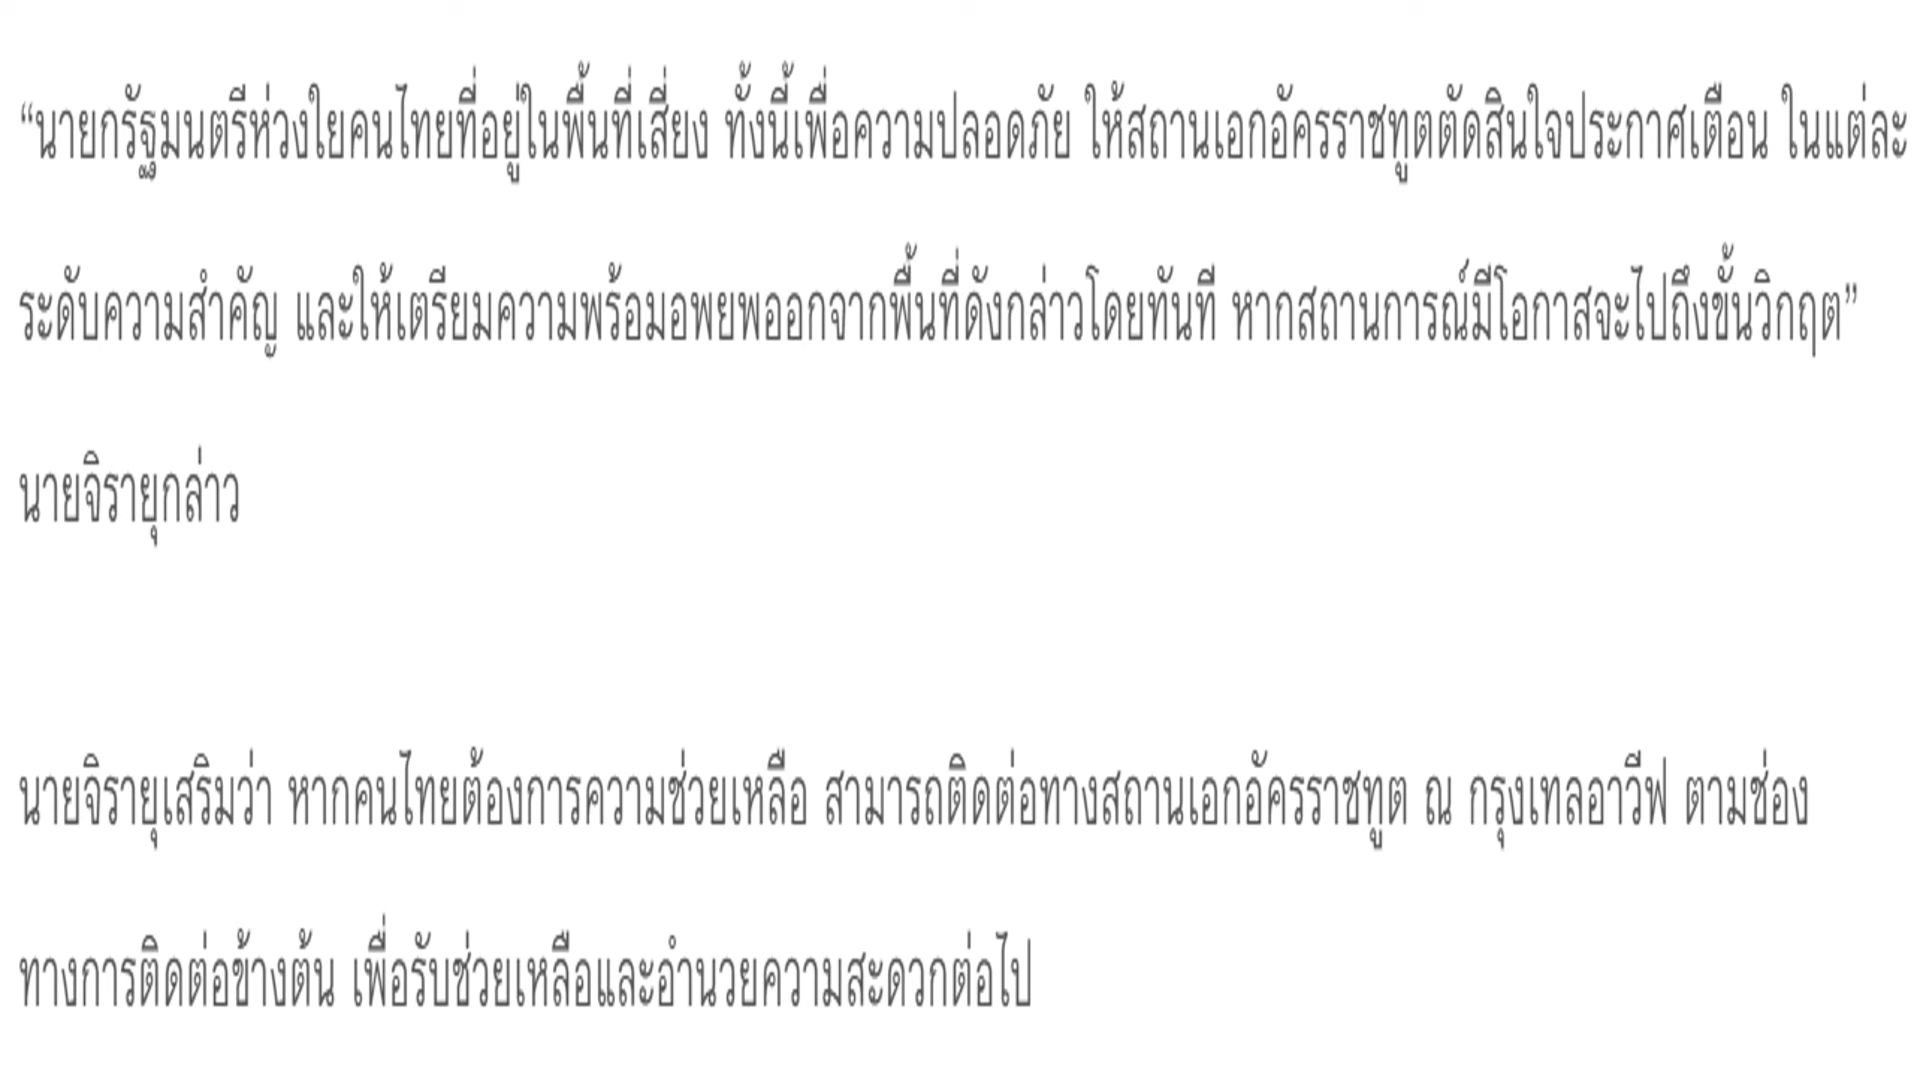 “นายกรัฐมนตรีห่วงใยคนไทยที่อยู่ในพื้นที่เสี่ยง ทั้งนี้เพื่อความปลอดภัย ให้สถานเอกอัครราชทูตตัดสินใจประกาศเตือน ในแต่ละ
ระดับความสำคัญ และให้เตรียมความพร้อมอพยพออกจากพื้นที่ดังกล่าวโดยทันที หากสถานการณ์มีโอกาสจะไปถึงขั้นวิกฤต”
นายจิรายุกล่าว
นายจิรายุเสริมว่า หากคนไทยต้องการความช่วยเหลือ สามารถติดต่อทางสถานเอกอัครราชทูต ณ กรุงเทลอาวีฟ ตามช่อง
ทางการติดต่อข้างต้น เพื่อรับช่วยเหลือและอำนวยความสะดวกต่อไป